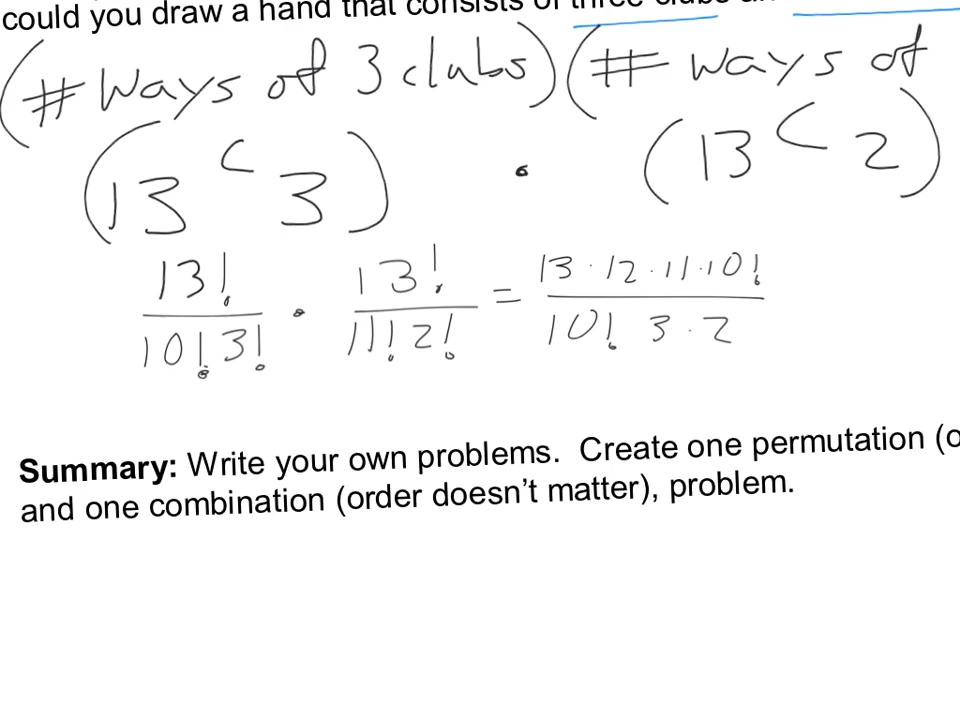 could you draw a hand that consists of three clubs
(# Ways of 3 clubs) (# ways of
(13 C 3) · (13 C 2)
13! / 10! 3! · 13! / 11! 2! = 13 · 12 · 11 · 10! / 10! 3 · 2
Summary: Write your own problems. Create one permutation (o
and one combination (order doesn't matter), problem.